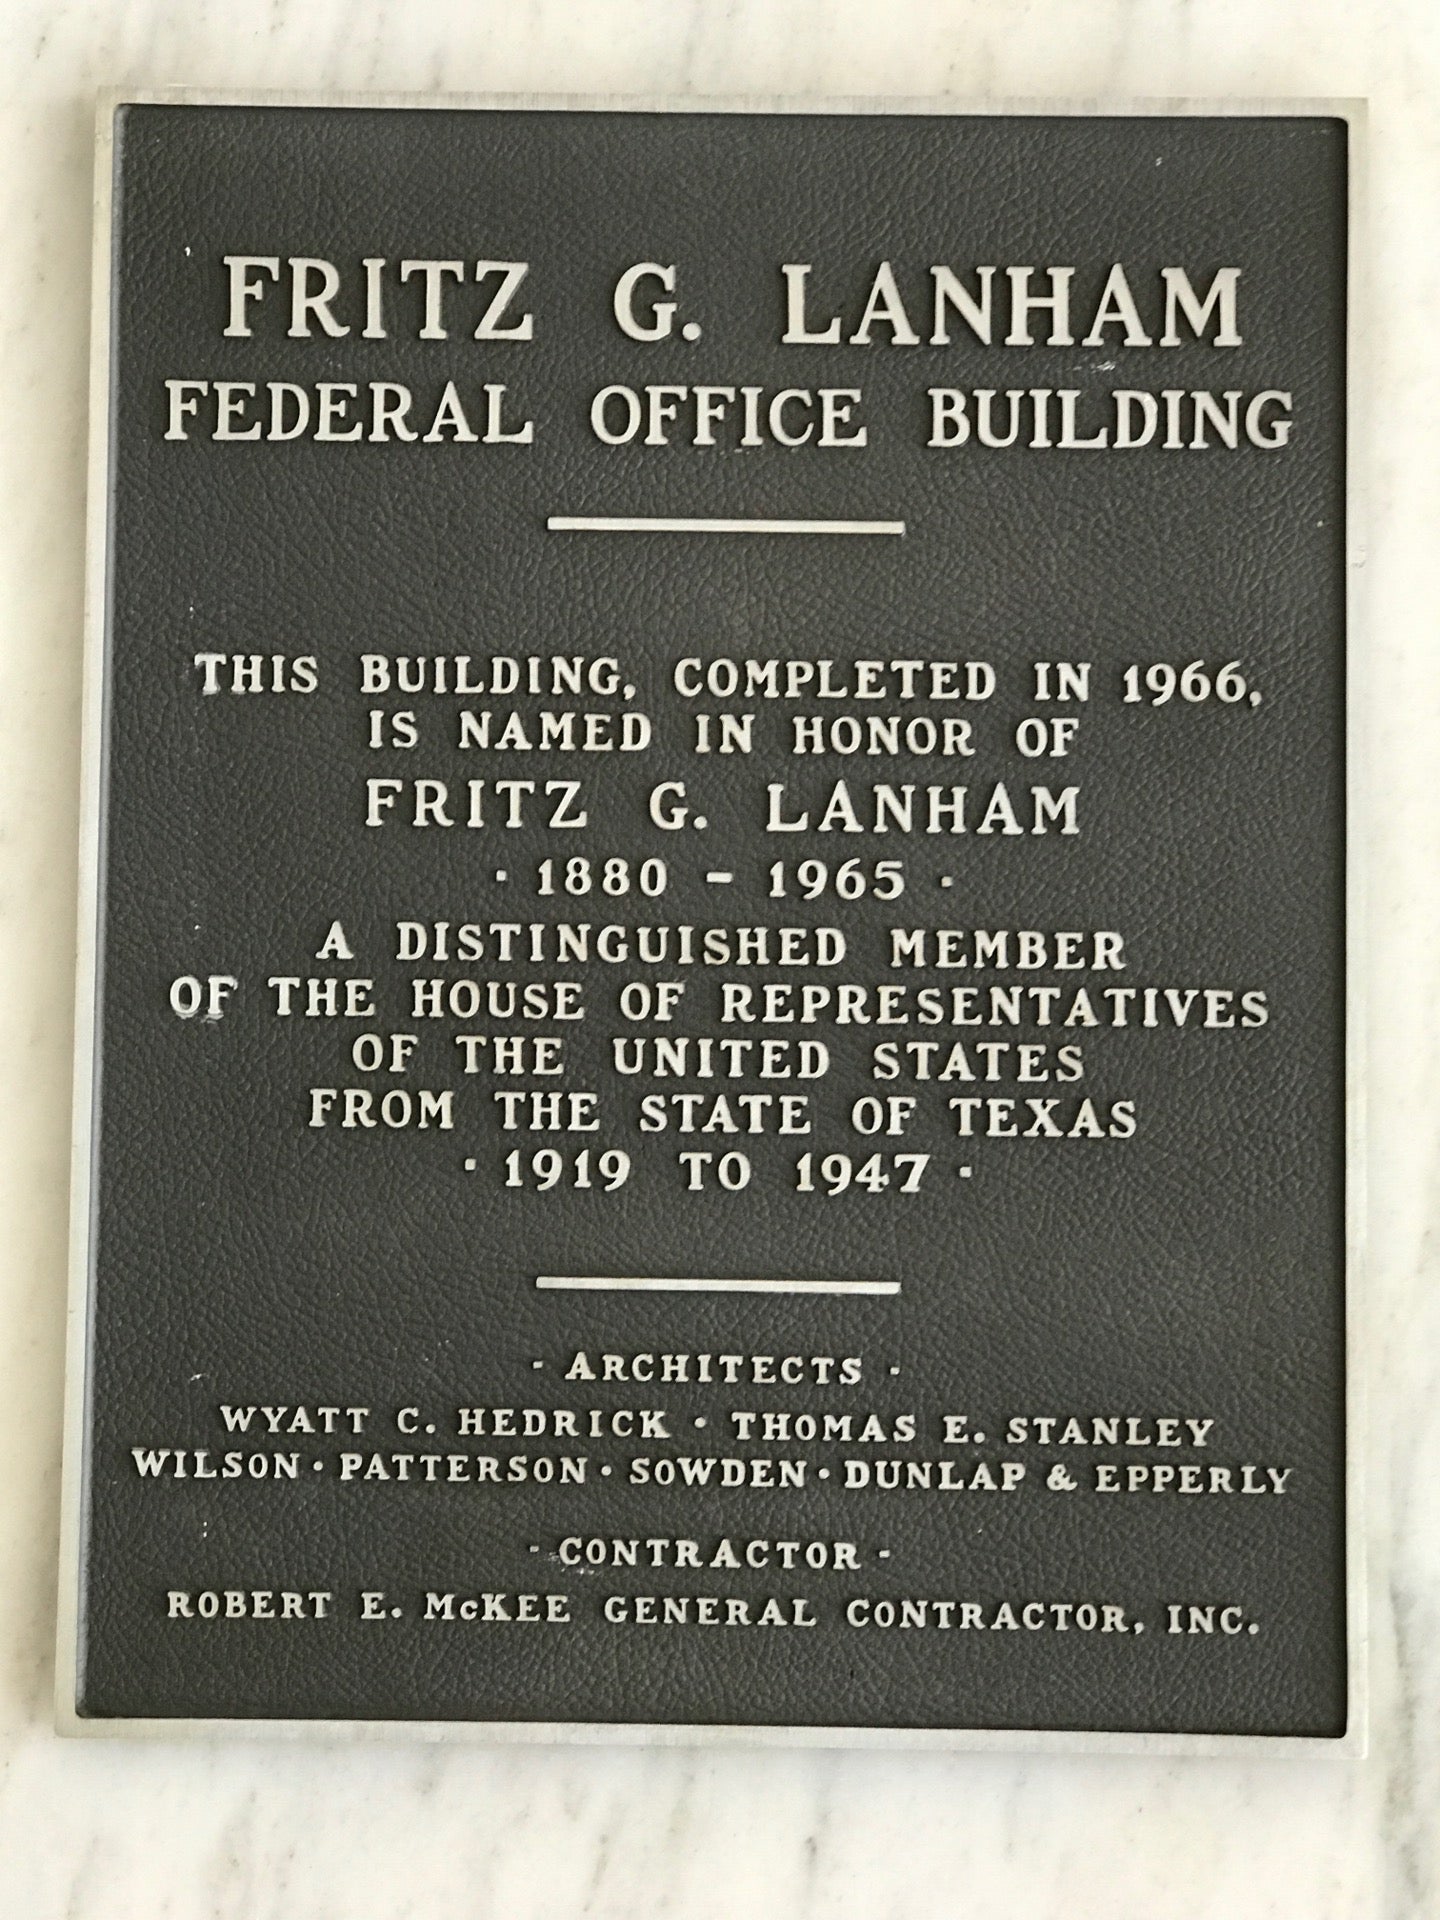 FRITZ G. LANHAM
FEDERAL OFFICE BUILDING
THIS BUILDING, COMPLETED IN 1966,
IS NAMED IN HONOR OF
FRITZ G. LANHAM
· 1880 - 1965 ·
A DISTINGUISHED MEMBER
OF THE HOUSE OF REPRESENTATIVES
OF THE UNITED STATES
FROM THE STATE OF TEXAS
· 1919 TO 1947 ·
- ARCHITECTS -
WYATT C. HEDRICK · THOMAS E. STANLEY
WILSON · PATTERSON · SOWDEN · DUNLAP & EPPERLY
- CONTRACTOR -
ROBERT E. McKEE GENERAL CONTRACTOR, INC.